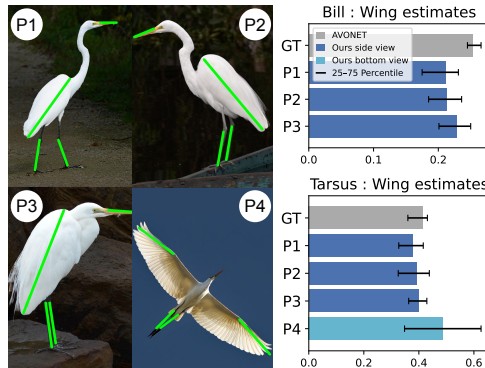 P1
P2
P3
P4
Bill : Wing estimates
AVONET
Ours side view
Ours bottom view
25–75 Percentile
GT
P1
P2
P3
0.0
0.1
0.2
Tarsus : Wing estimates
GT
P1
P2
P3
P4
0.0
0.2
0.4
0.6